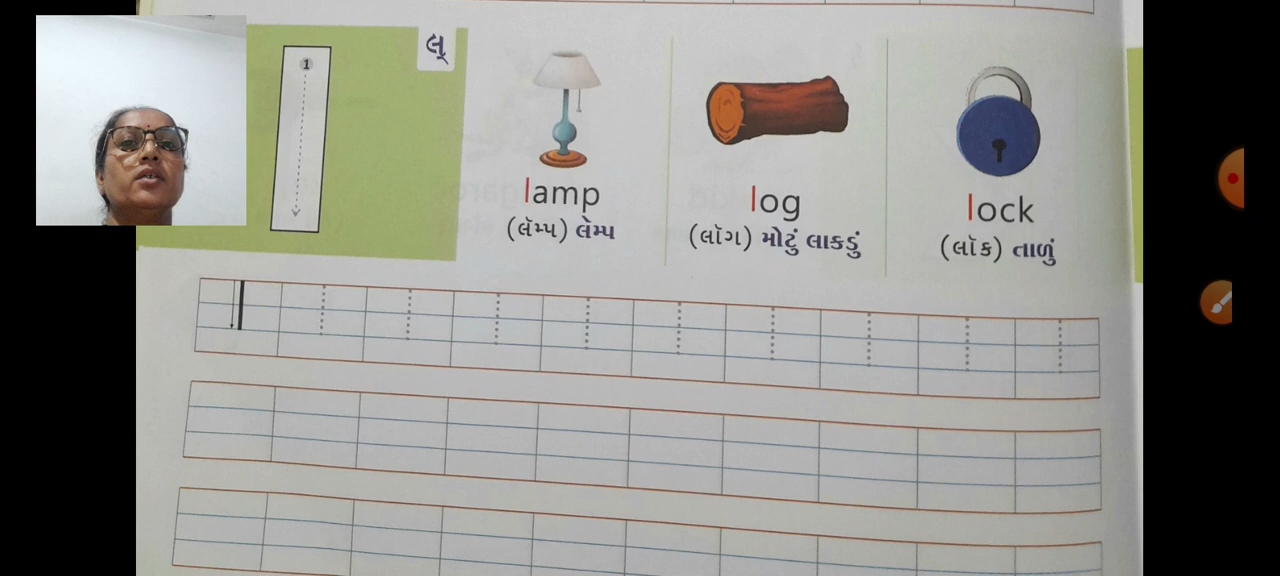 1
લ્
lamp
(લૅમ્પ) લૅમ્પ
log
(લૉગ) મોટું લાકડું
lock
(લૉક) તાળું
l